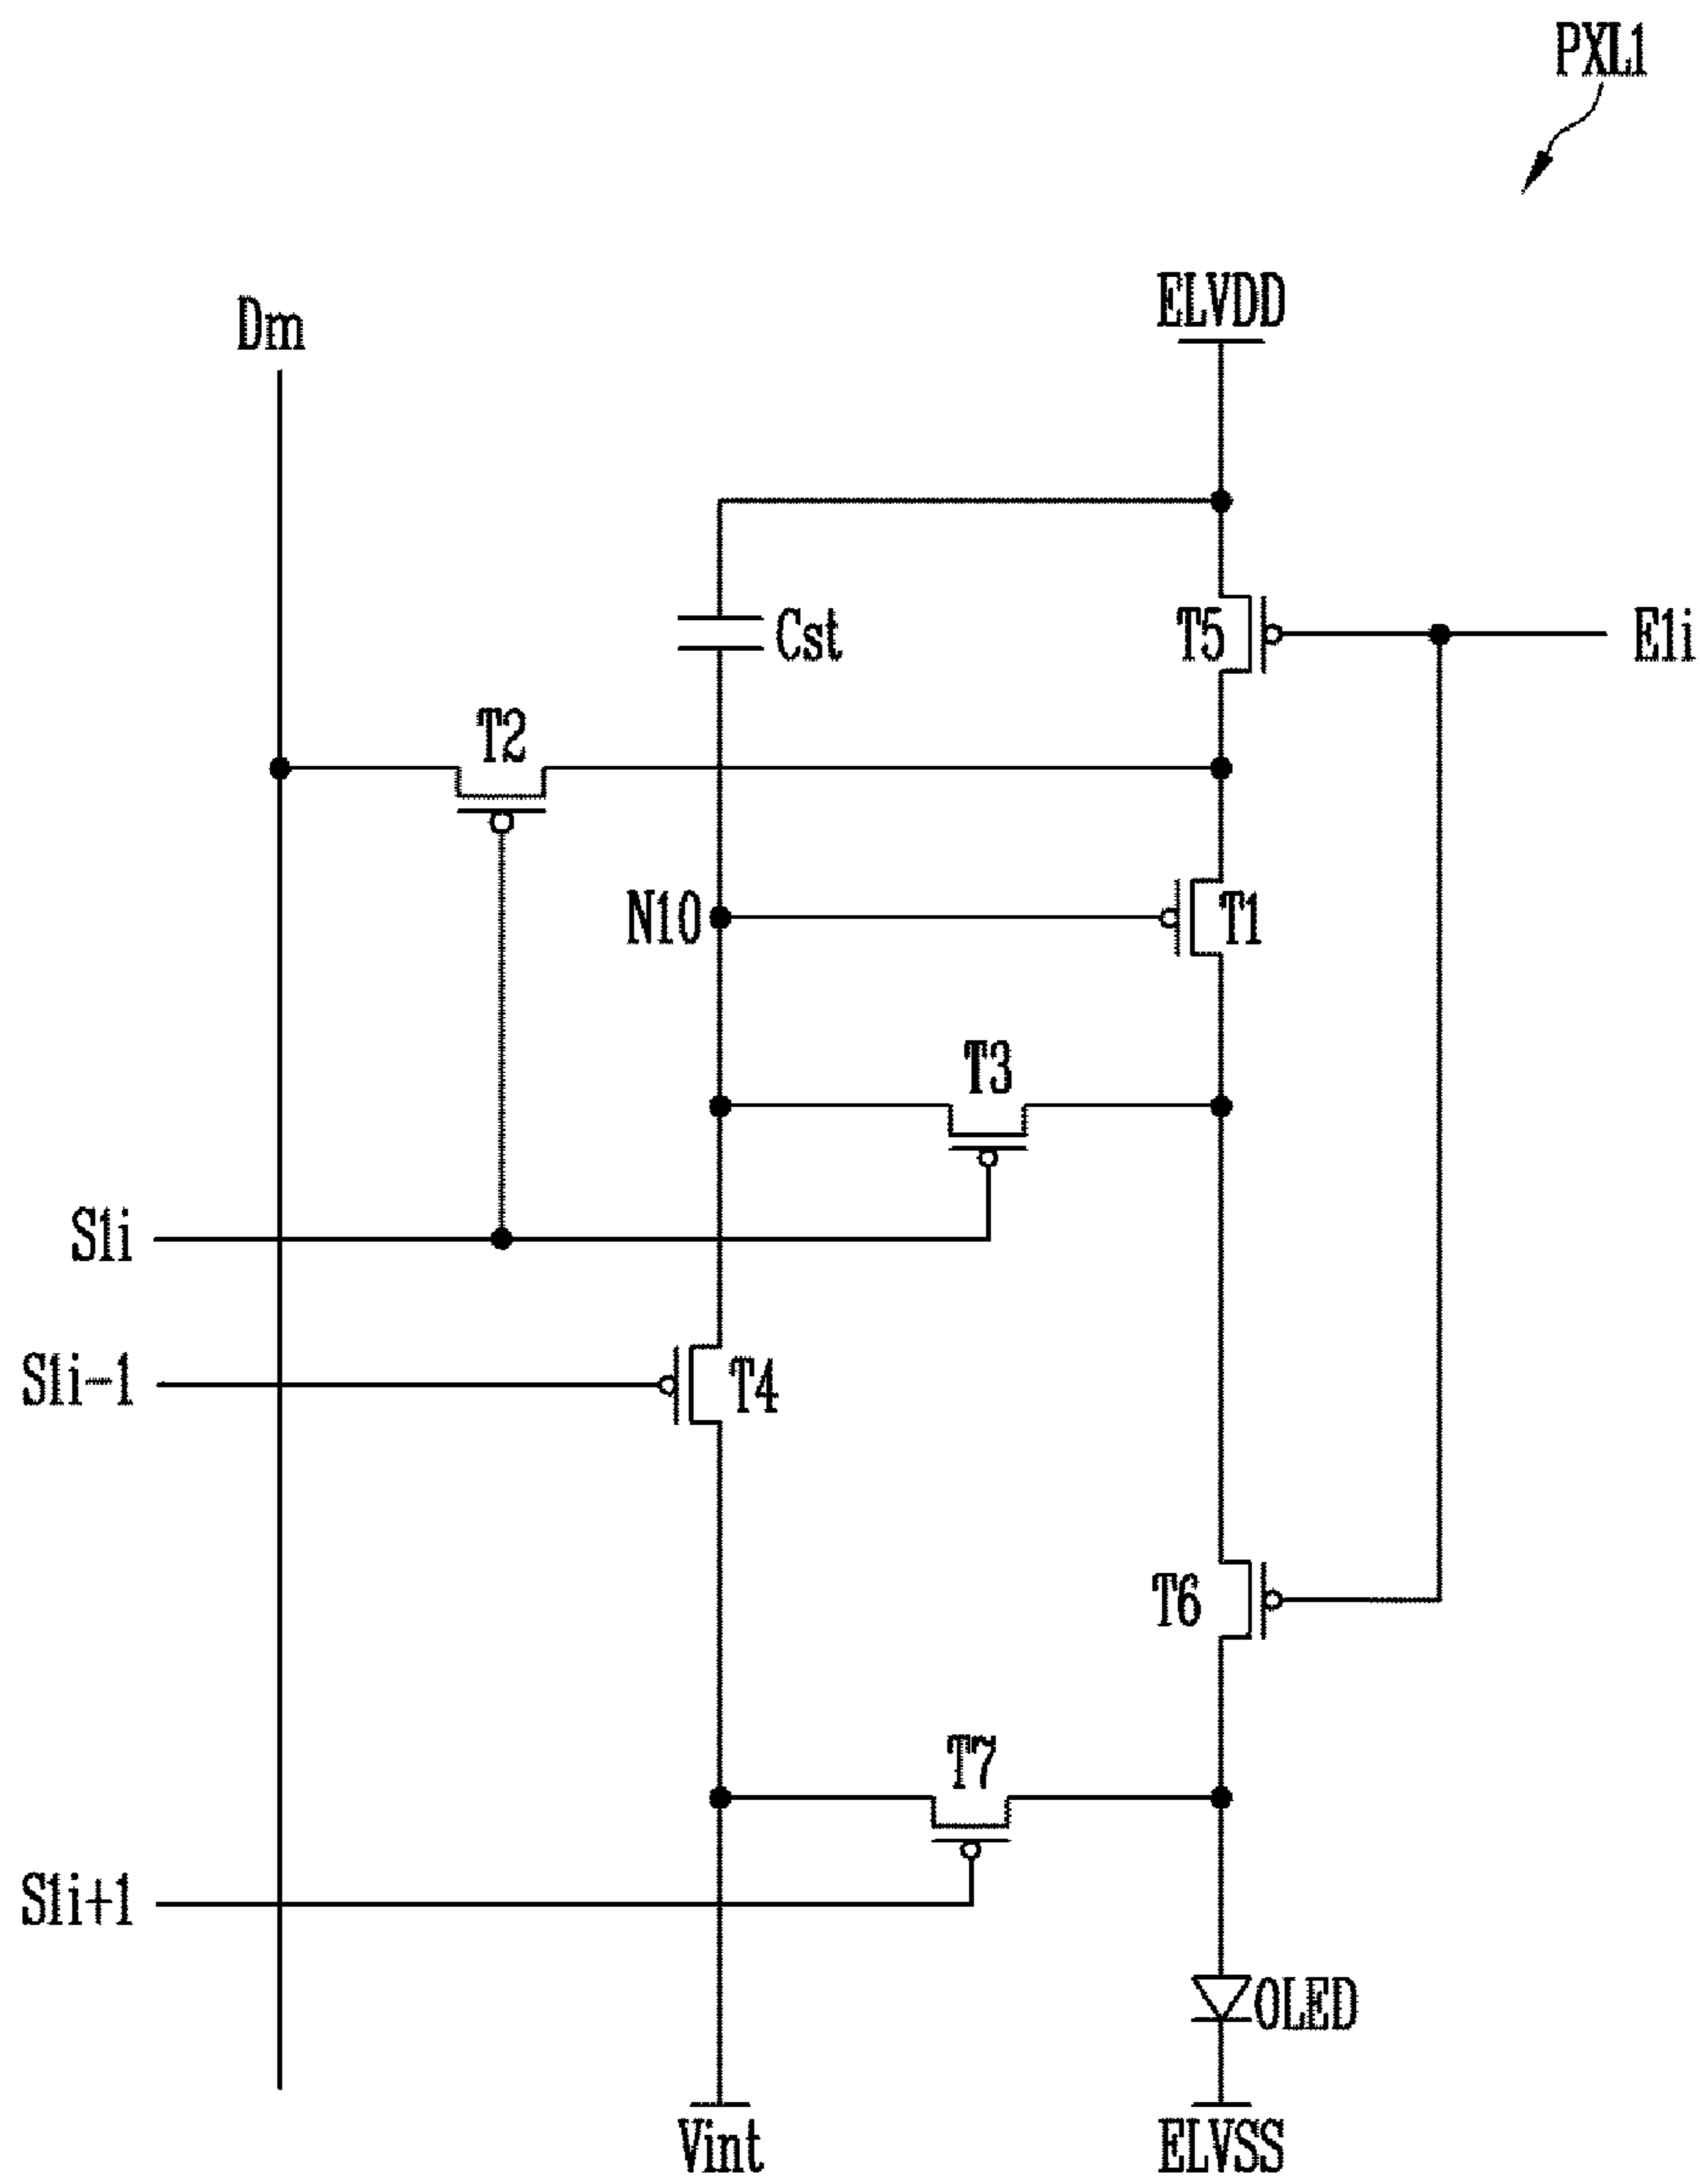 PXL1
ELVDD
Dm
Cst
T5
E1i
T2
N10
T1
T3
S1i
S1i-1
T4
T6
T7
S1i+1
OLED
Vint
ELVSS